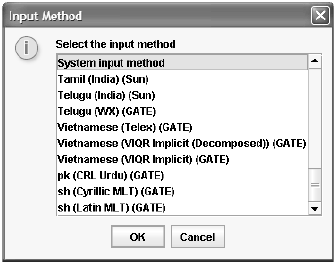 Input Method
Select the input method
System input method
Tamil (India) (Sun)
Telugu (India) (Sun)
Telugu (WX) (GATE)
Vietnamese (Telex) (GATE)
Vietnamese (VIQR Implicit (Decomposed)) (GATE)
Vietnamese (VIQR Implicit) (GATE)
pk (CRL Urdu) (GATE)
sh (Cyrillic MLT) (GATE)
sh (Latin MLT) (GATE)
OK Cancel